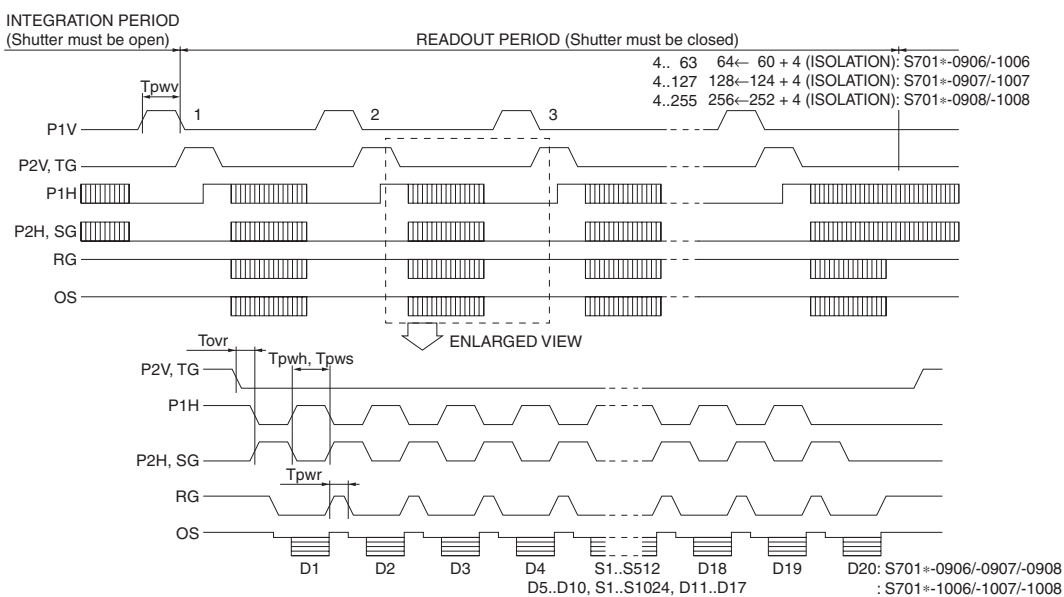 INTEGRATION PERIOD
(Shutter must be open)
READOUT PERIOD (Shutter must be closed)
4.. 63 64← 60 + 4 (ISOLATION): S701*-0906/-1006
4..127 128←124 + 4 (ISOLATION): S701*-0907/-1007
4..255 256←252 + 4 (ISOLATION): S701*-0908/-1008
Tpwv
1 2 3
P1V
P2V, TG
P1H
P2H, SG
RG
OS
ENLARGED VIEW
Tovr
Tpwh, Tpws
P2V, TG
P1H
P2H, SG
Tpwr
RG
OS
D1 D2 D3 D4 S1..S512 D18 D19 D20: S701*-0906/-0907/-0908
D5..D10, S1..S1024, D11..D17 : S701*-1006/-1007/-1008